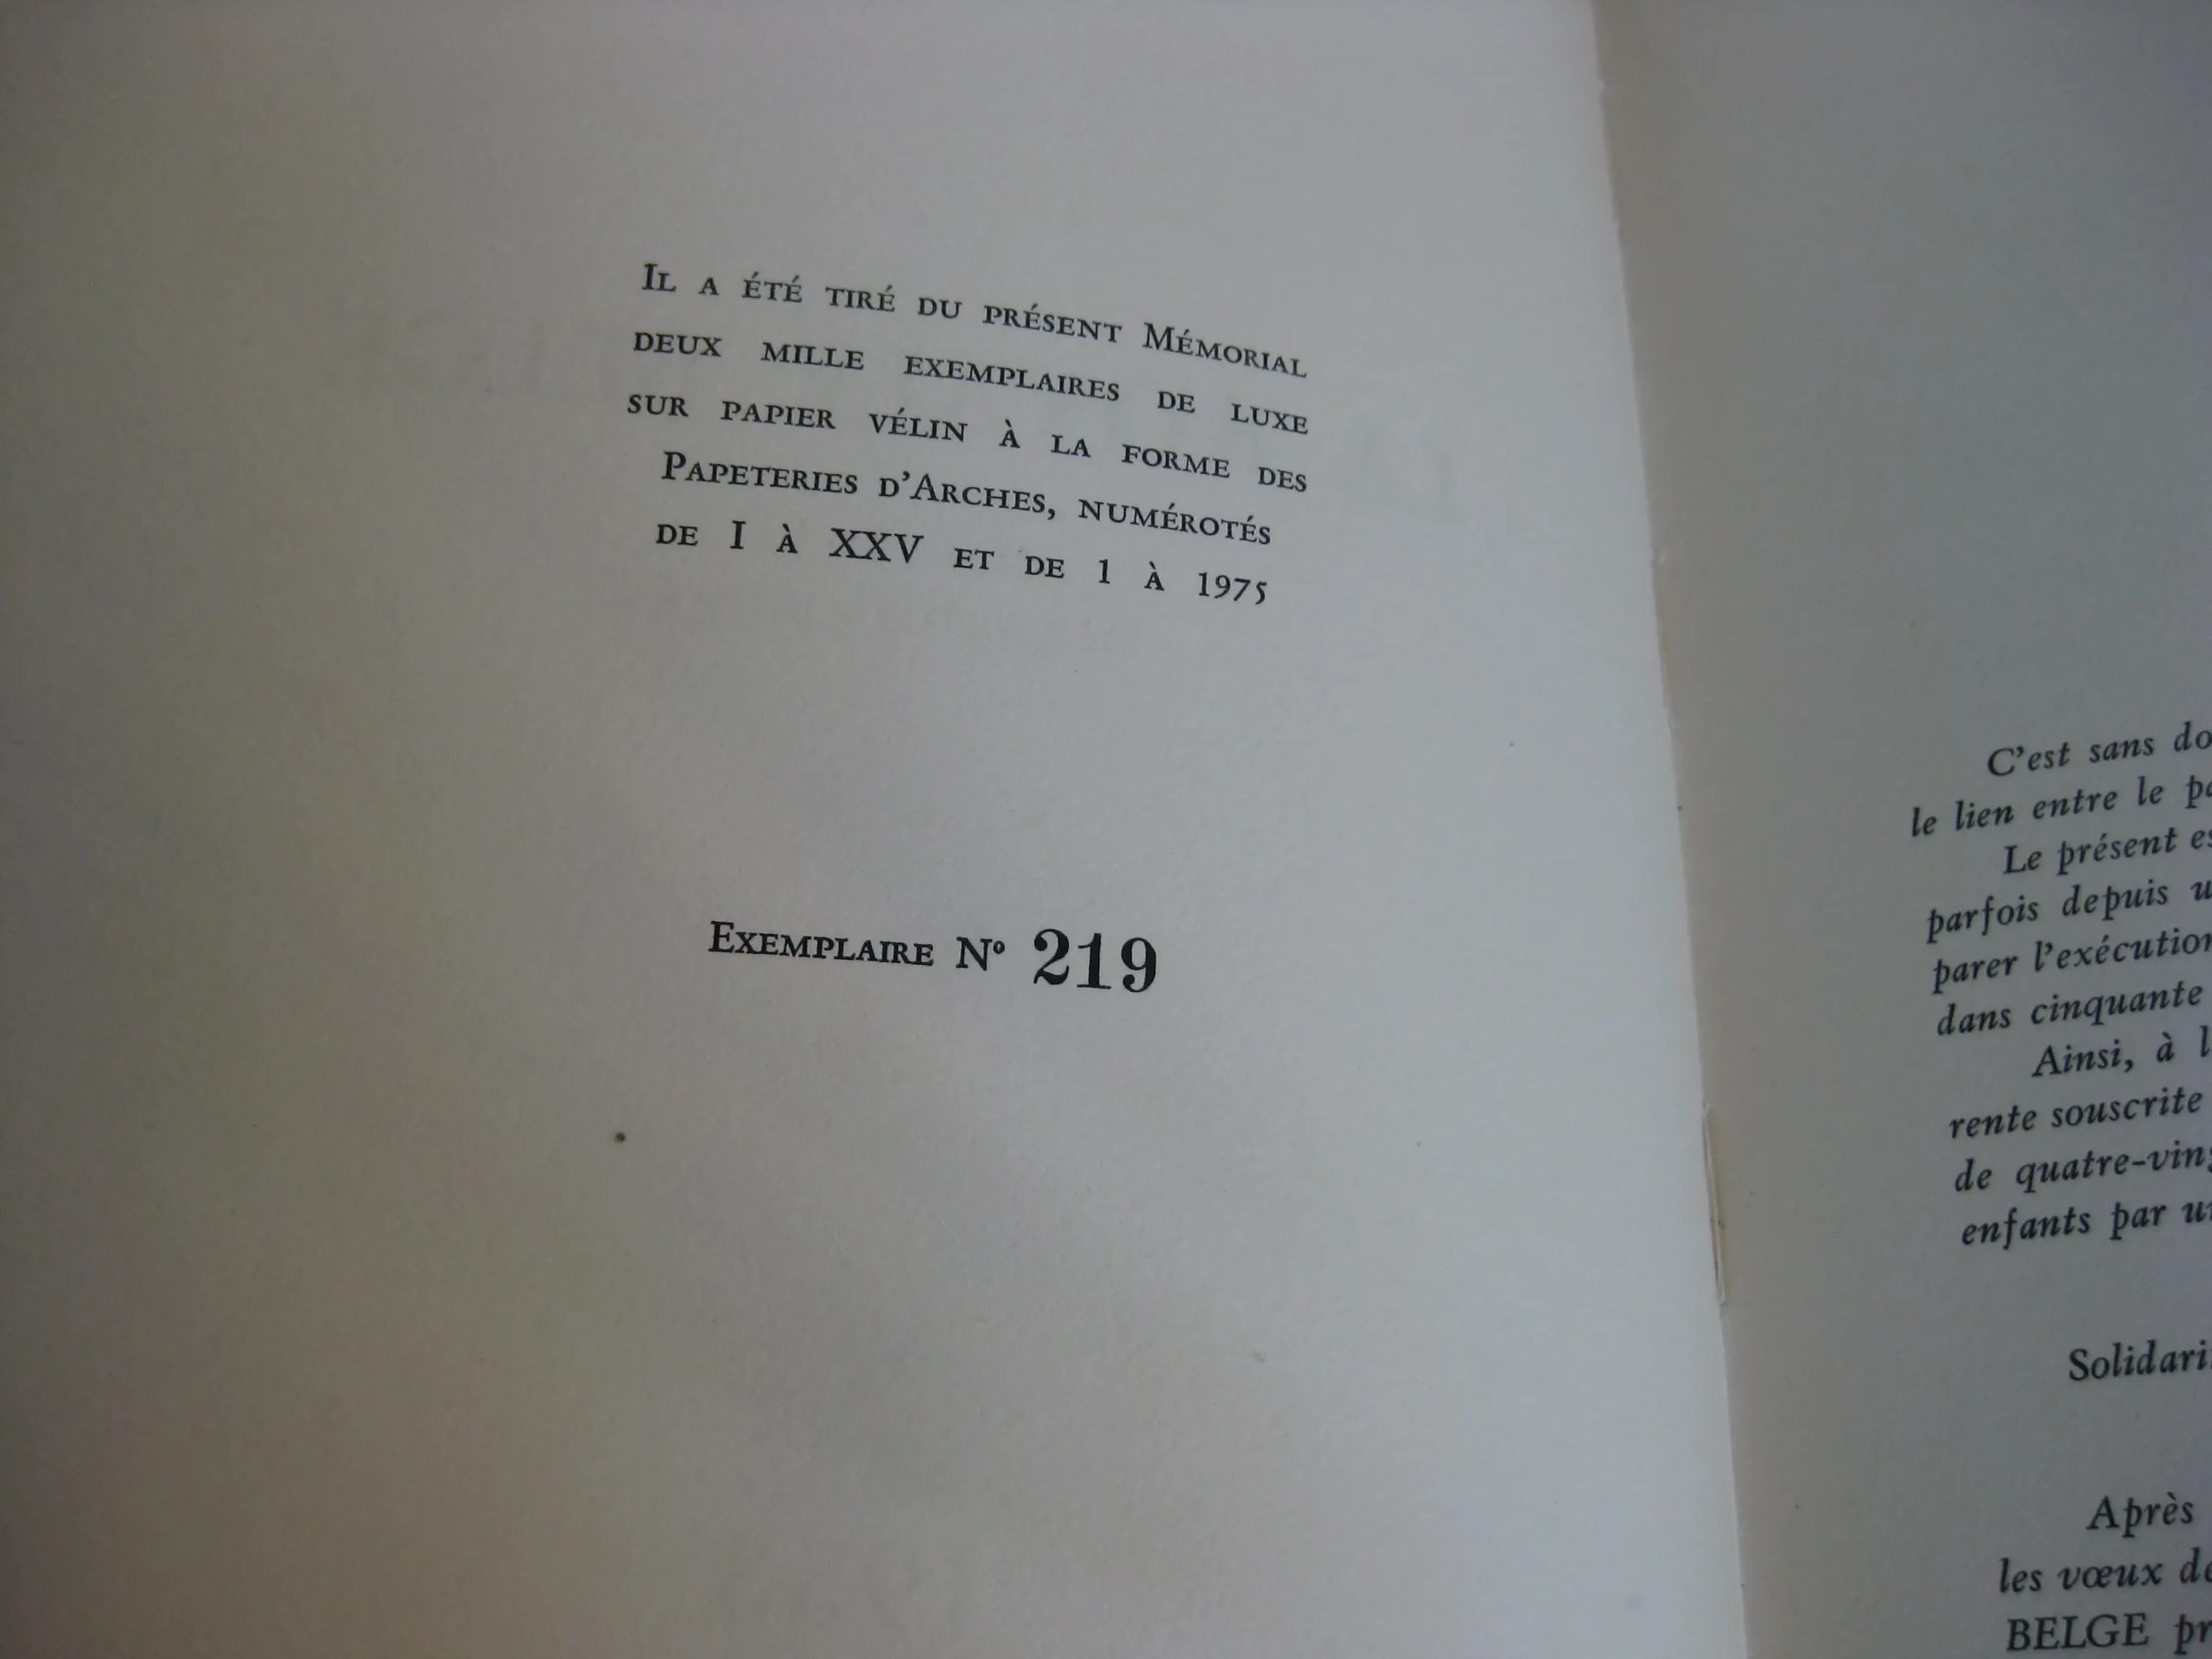 Il a été tiré du présent Mémorial
deux mille exemplaires de luxe
sur papier vélin à la forme des
Papeteries d'Arches, numérotés
de I à XXV et de 1 à 1975
Exemplaire Nº 219
C'est sans
le lien entre le
Le présent
parfois depuis
parer l'exécution
dans cinquante
Ainsi, à
rente souscrite
de
enfants par
Après
les vœux
BELGE